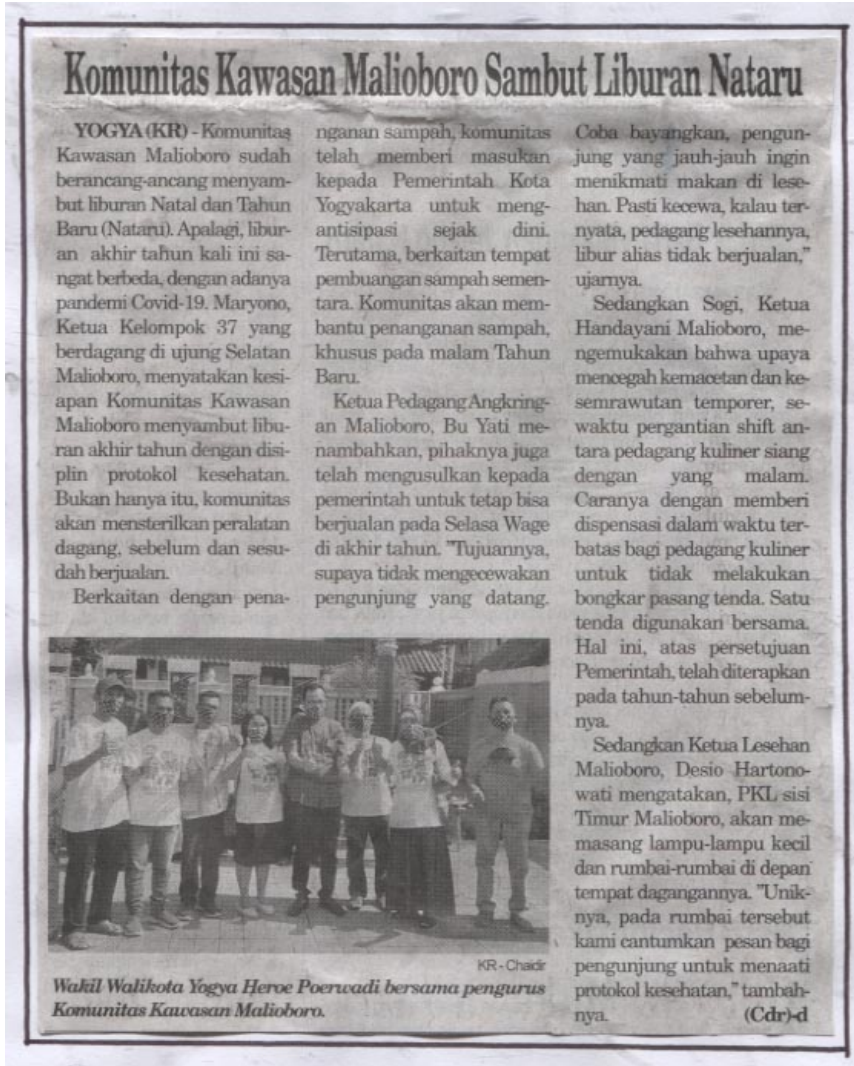 Komunitas Kawasan Malioboro Sambut Liburan Nataru
YOGYA (KR) - Komunitas
Kawasan Malioboro sudah
berancang-ancang menyam-
but liburan Natal dan Tahun
Baru (Nataru). Apalagi, libur-
an akhir tahun kali ini sa-
ngat berbeda, dengan adanya
pandemi Covid-19. Maryono,
Ketua Kelompok 37 yang
berdagang di ujung Selatan
Malioboro, menyatakan kesi-
apan Komunitas Kawasan
Malioboro menyambut libu-
ran akhir tahun dengan disi-
plin protokol kesehatan.
Bukan hanya itu, komunitas
akan mensterilkan peralatan
dagang, sebelum dan sesu-
dah berjualan.
Berkaitan dengan pena-
nganan sampah, komunitas
telah memberi masukan
kepada Pemerintah Kota
Yogyakarta untuk meng-
antisipasi sejak dini.
Terutama, berkaitan tempat
pembuangan sampah semen-
tara. Komunitas akan mem-
bantu penanganan sampah,
khusus pada malam Tahun
Baru.
Ketua Pedagang Angkring-
an Malioboro, Bu Yati me-
nambahkan, pihaknya juga
telah mengusulkan kepada
pemerintah untuk tetap bisa
berjualan pada Selasa Wage
di akhir tahun. "Tujuannya,
supaya tidak mengecewakan
pengunjung yang datang.
Coba bayangkan, pengun-
jung yang jauh-jauh ingin
menikmati makan di lese-
han. Pasti kecewa, kalau ter-
nyata, pedagang lesehannya,
libur alias tidak berjualan,"
ujarnya.
Sedangkan Sogi, Ketua
Handayani Malioboro, me-
ngemukakan bahwa upaya
mencegah kemacetan dan ke-
semrawutan temporer, se-
waktu pergantian shift an-
tara pedagang kuliner siang
dengan yang malam.
Caranya dengan memberi
dispensasi dalam waktu ter-
batas bagi pedagang kuliner
untuk tidak melakukan
bongkar pasang tenda. Satu
tenda digunakan bersama.
Hal ini, atas persetujuan
Pemerintah, telah diterapkan
pada tahun-tahun sebelum-
nya.
Sedangkan Ketua Lesehan
Malioboro, Desio Hartono-
wati mengatakan, PKL sisi
Timur Malioboro, akan me-
masang lampu-lampu kecil
dan rumbai-rumbai di depan
tempat dagangannya. "Unik-
nya, pada rumbai tersebut
kami cantumkan pesan bagi
pengunjung untuk menaati
protokol kesehatan," tambah-
nya. (Cdr)-d
KR - Chaidir
Wakil Walikota Yogya Heroe Poerwadi bersama pengurus
Komunitas Kawasan Malioboro.